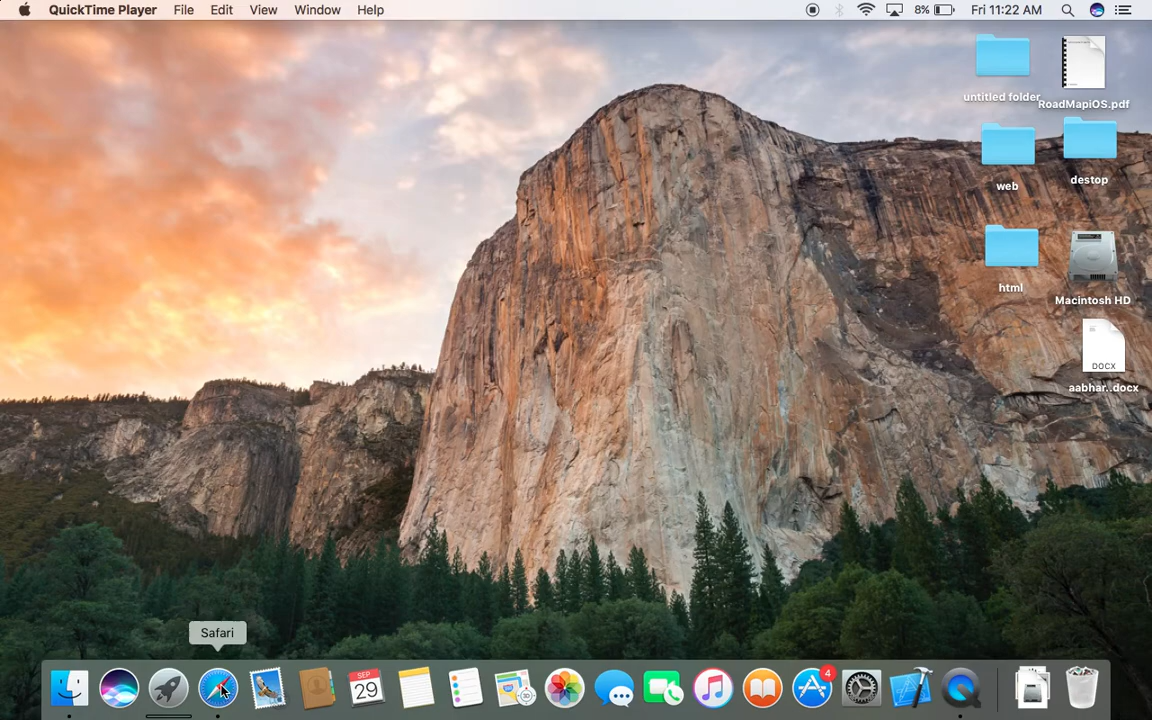 QuickTime Player File Edit View Window Help 8% Fri 11:22 AM
untitled folder
RoadMapiOS.pdf
web
destop
html
Macintosh HD
DOCX
aabhar..docx
Safari
SEP
29
4